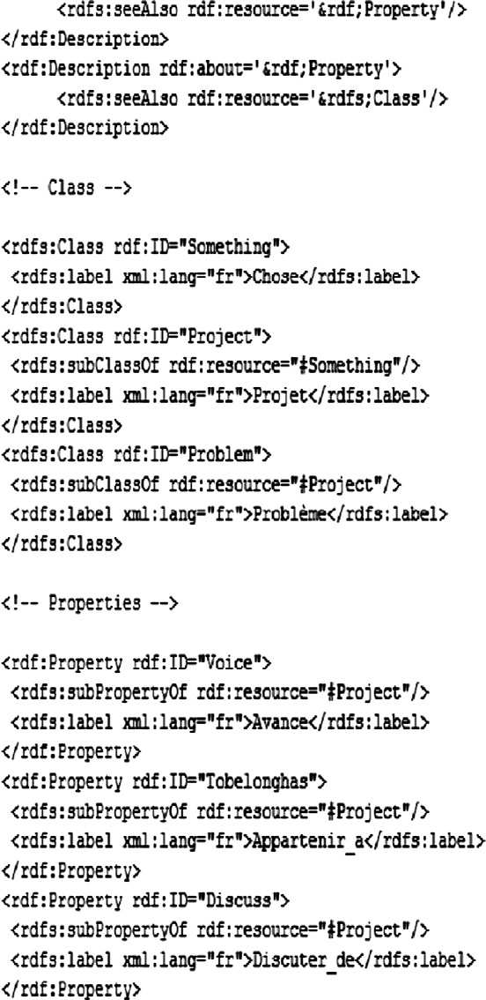 <rdfs:seeAlso rdf:resource='&rdf;Property'/>
</rdf:Description>
<rdf:Description rdf:about='&rdf;Property'>
<rdfs:seeAlso rdf:resource='&rdfs;Class'/>
</rdf:Description>
<!-- Class -->
<rdfs:Class rdf:ID="Something">
<rdfs:label xml:lang="fr">Chose</rdfs:label>
</rdfs:Class>
<rdfs:Class rdf:ID="Project">
<rdfs:subClassOf rdf:resource="#Something"/>
<rdfs:label xml:lang="fr">Projet</rdfs:label>
</rdfs:Class>
<rdfs:Class rdf:ID="Problem">
<rdfs:subClassOf rdf:resource="#Project"/>
<rdfs:label xml:lang="fr">Problème</rdfs:label>
</rdfs:Class>
<!-- Properties -->
<rdf:Property rdf:ID="Voice">
<rdfs:subPropertyOf rdf:resource="#Project"/>
<rdfs:label xml:lang="fr">Avance</rdfs:label>
</rdf:Property>
<rdf:Property rdf:ID="Tobelonghas">
<rdfs:subPropertyOf rdf:resource="#Project"/>
<rdfs:label xml:lang="fr">Appartenir_a</rdfs:label>
</rdf:Property>
<rdf:Property rdf:ID="Discuss">
<rdfs:subPropertyOf rdf:resource="#Project"/>
<rdfs:label xml:lang="fr">Discuter_de</rdfs:label>
</rdf:Property>